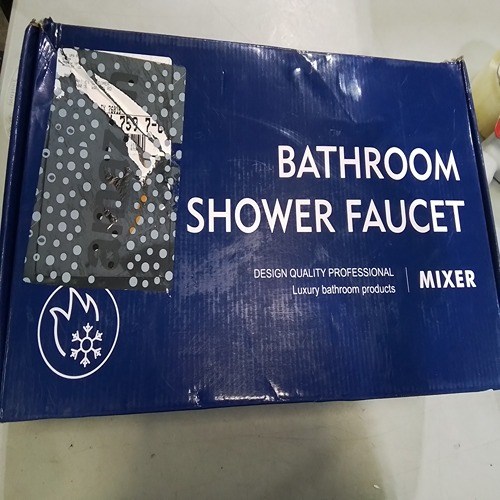 BATHROOM
SHOWER FAUCET
DESIGN QUALITY PROFESSIONAL
Luxury bathroom products
MIXER